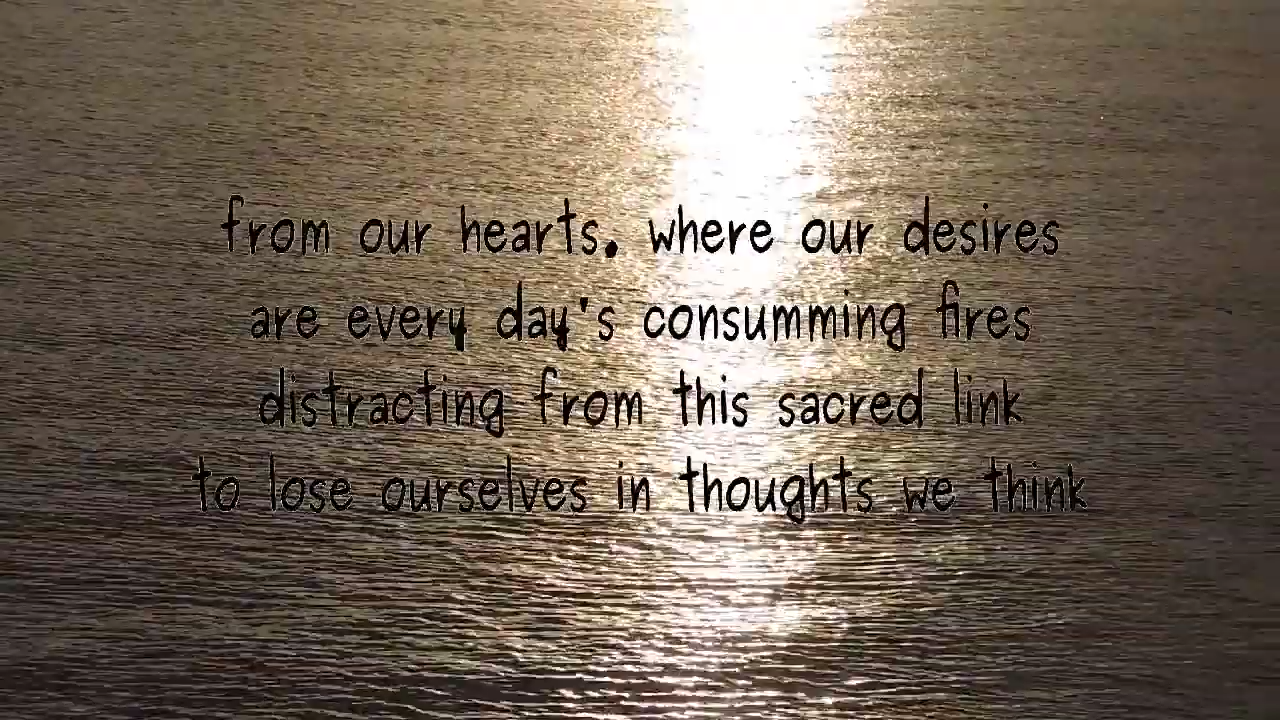 from our hearts. where our desires
are every day's consumming fires
distracting from this sacred link
to lose ourselves in thoughts we think